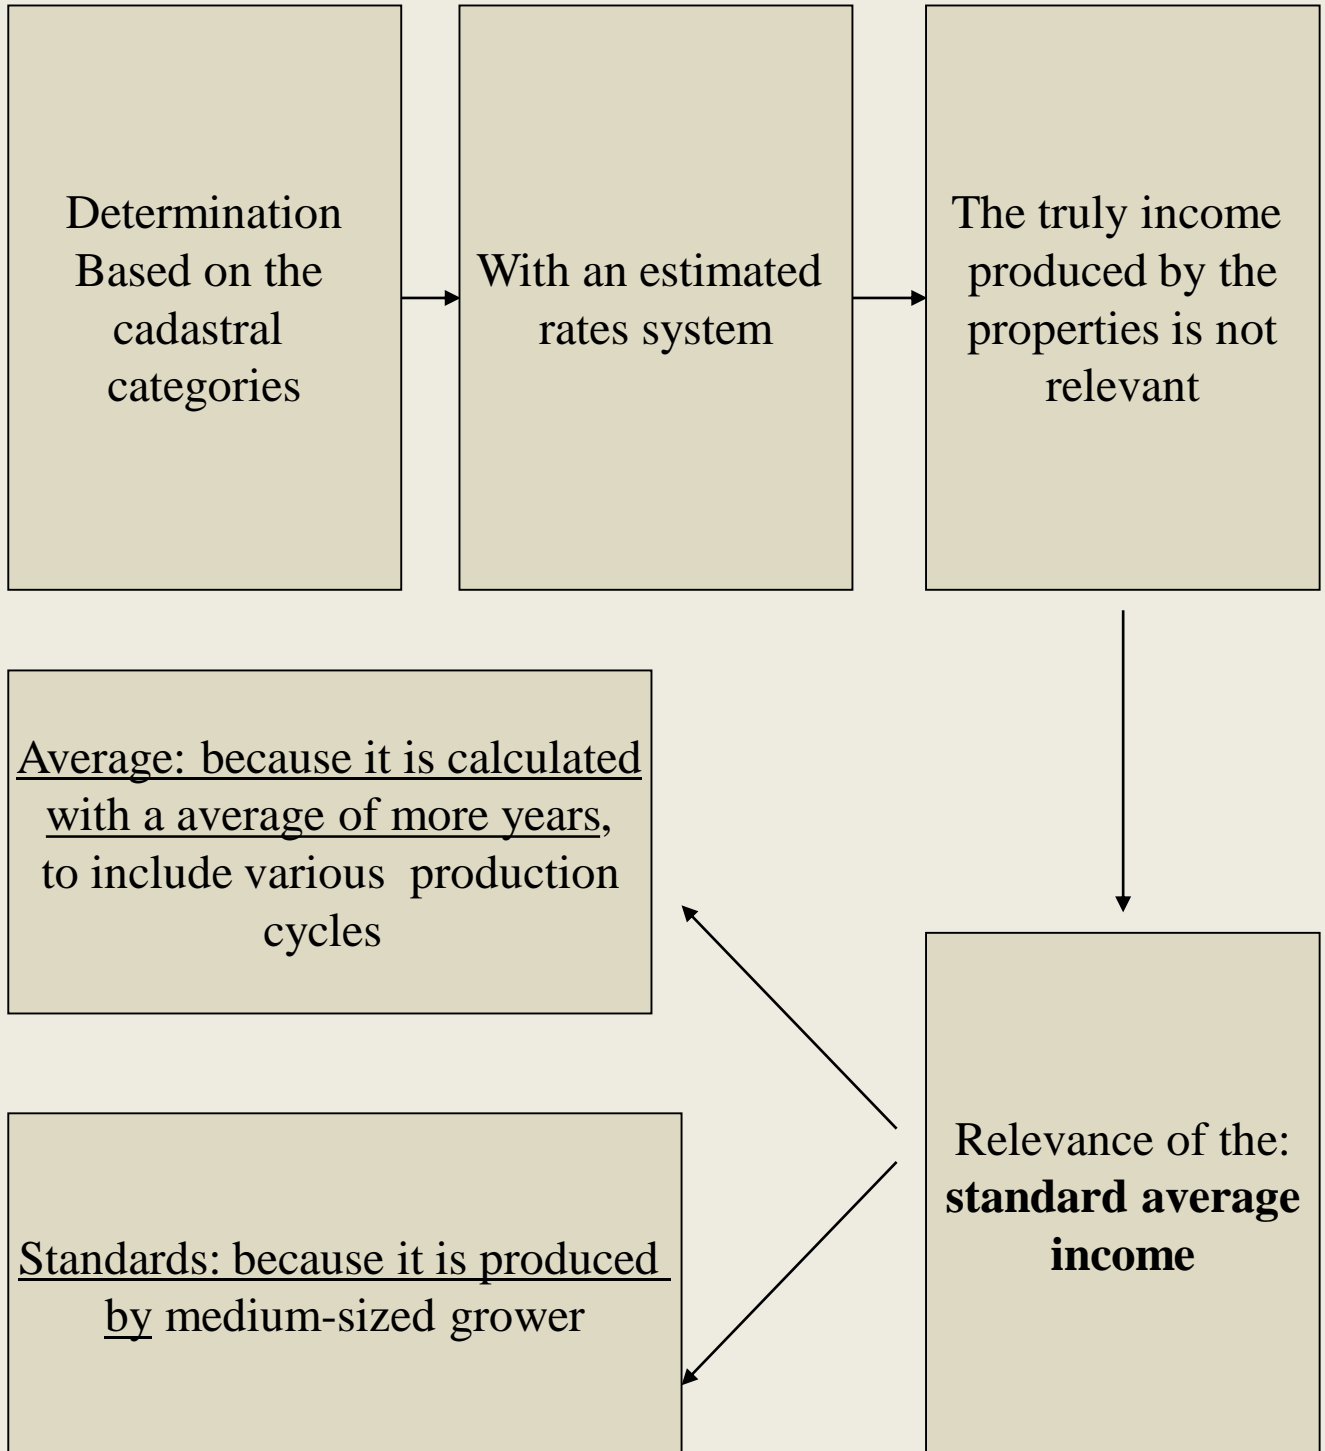 Determination
Based on the
cadastral
categories
With an estimated
rates system
The truly income
produced by the
properties is not
relevant
Average: because it is calculated
with a average of more years,
to include various production
cycles
Relevance of the:
standard average
income
Standards: because it is produced
by medium-sized grower